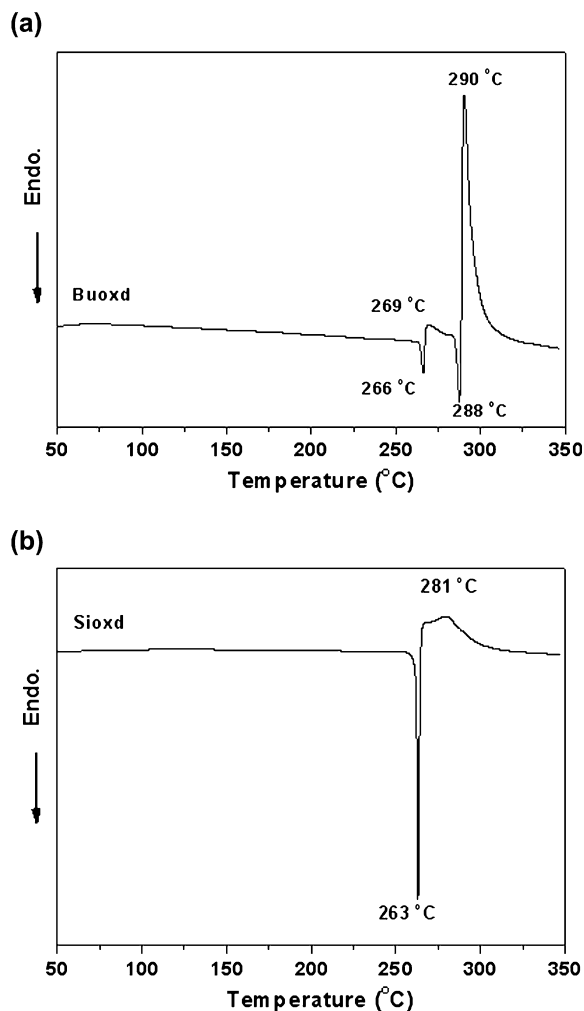 (a)
290 °C
Endo.
Buoxd
269 °C
266 °C
288 °C
50 100 150 200 250 300 350
Temperature (°C)
(b)
281 °C
Sioxd
Endo.
263 °C
50 100 150 200 250 300 350
Temperature (°C)